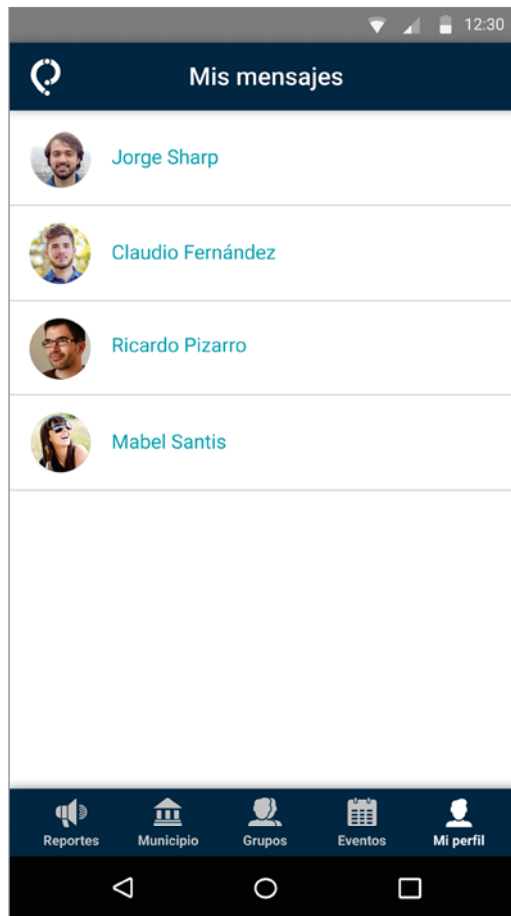 12:30
Mis mensajes
Jorge Sharp
Claudio Fernández
Ricardo Pizarro
Mabel Santis
Reportes Municipio Grupos Eventos Mi perfil